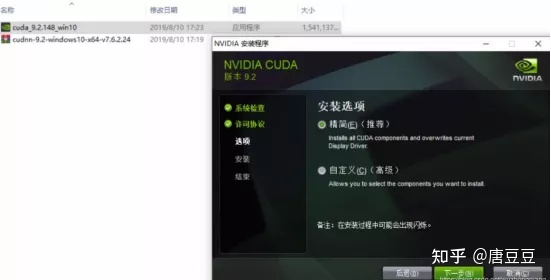 名称
修改日期
类型
大小
cuda_9.2.148_win10
2019/8/10 17:23
应用程序
1,541,137...
cudnn-9.2-windows10-x64-v7.6.2.24
2019/8/10 17:19
NVIDIA 安装程序
NVIDIA CUDA
版本 9.2
NVIDIA
系统检查
许可协议
选项
安装
结束
安装选项
精简(E)（推荐）
Installs all CUDA components and overwrites current
Display Driver.
自定义(C)（高级）
Allows you to select the components you want to install.
备注：在安装过程中可能会出现闪烁。
后退(B)
下一步(N)
取消(C)
知乎 @唐豆豆